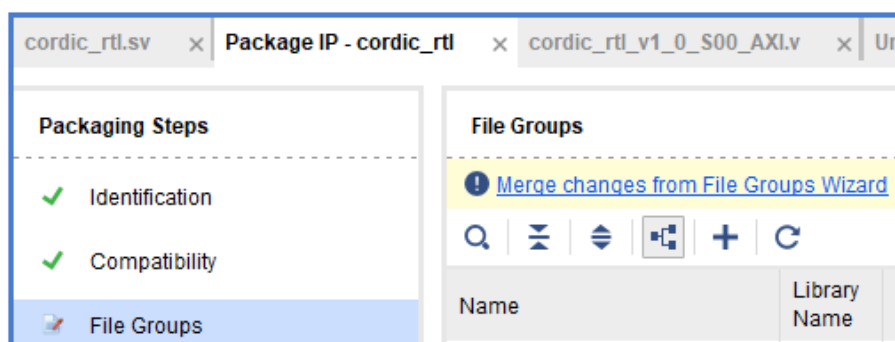 cordic_rtl.sv
Package IP - cordic_rtl
cordic_rtl_v1_0_S00_AXI.v
Packaging Steps
Identification
Compatibility
File Groups
File Groups
Merge changes from File Groups Wizard
Name
Library
Name